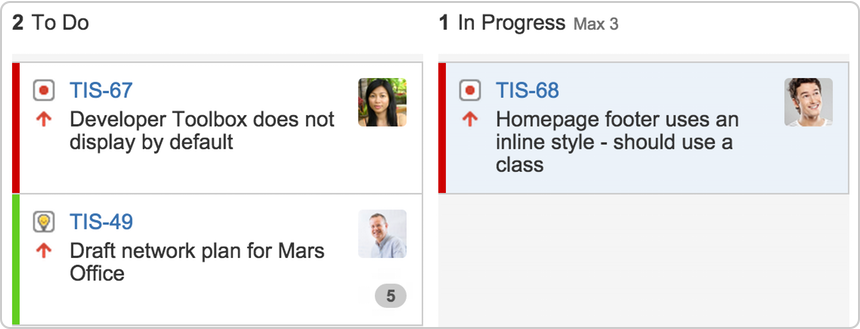 2 To Do
1 In Progress Max 3
TIS-67
Developer Toolbox does not
display by default
TIS-49
Draft network plan for Mars
Office
5
TIS-68
Homepage footer uses an
inline style - should use a
class